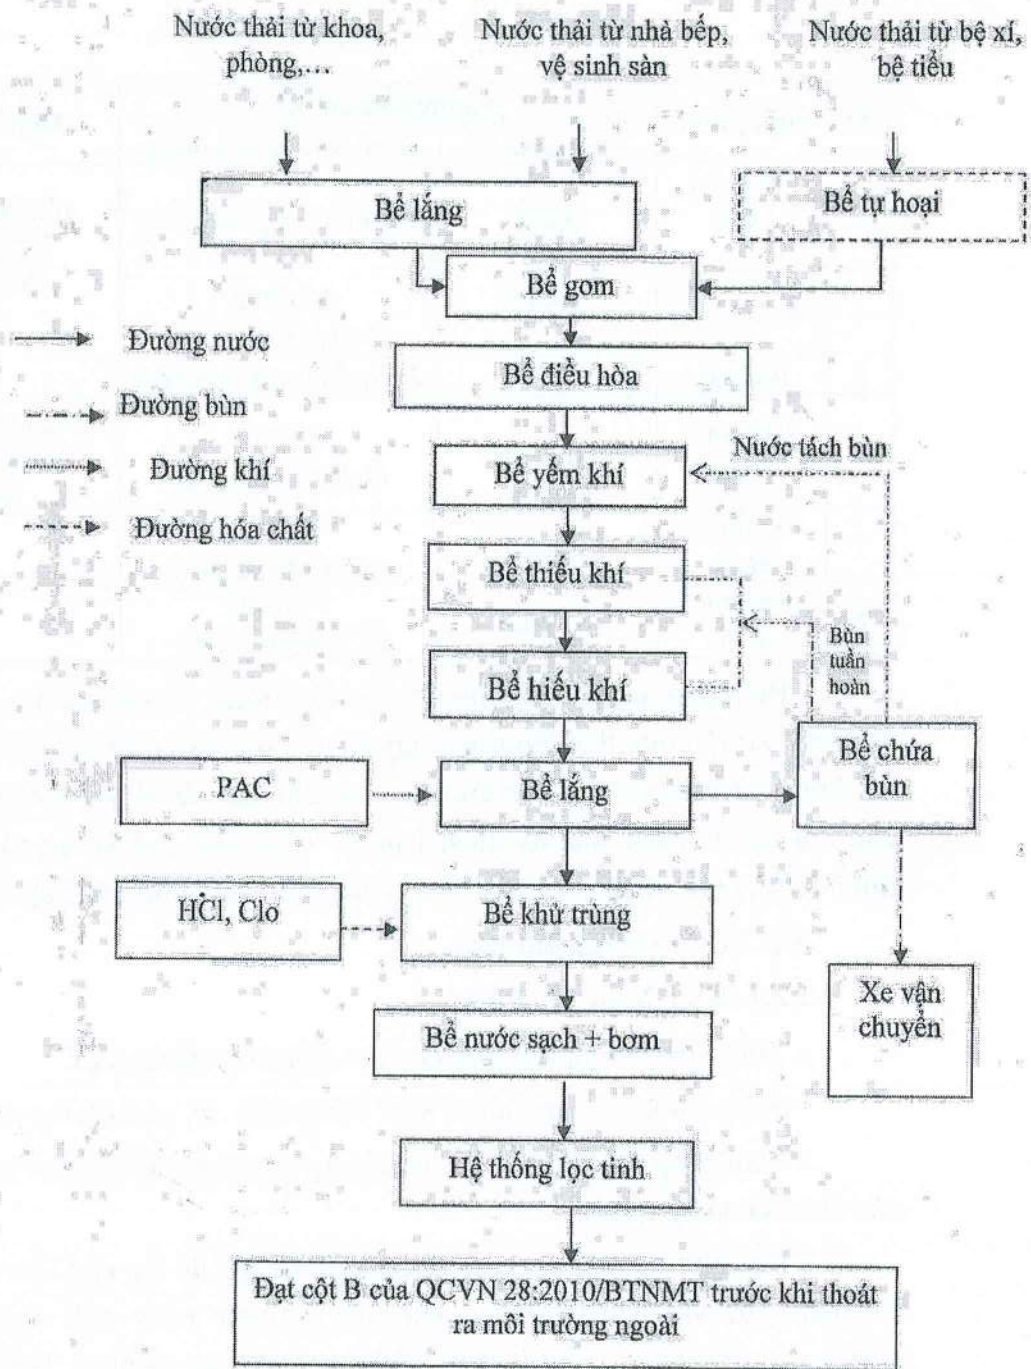 Nước thải từ khoa,
phòng,...
Nước thải từ nhà bếp,
vệ sinh sàn
Nước thải từ bệ xí,
bệ tiểu
Bể lắng
Bể tự hoại
Bể gom
Đường nước
Bể điều hòa
Đường bùn
Nước tách bùn
Bể yếm khí
Đường khí
Đường hóa chất
Bể thiếu khí
Bùn
tuần
hoàn
Bể hiếu khí
Bể chứa
bùn
PAC
Bể lắng
HCl, Clo
Bể khử trùng
Xe vận
chuyển
Bể nước sạch + bơm
Hệ thống lọc tinh
Đạt cột B của QCVN 28:2010/BTNMT trước khi thoát
ra môi trường ngoài